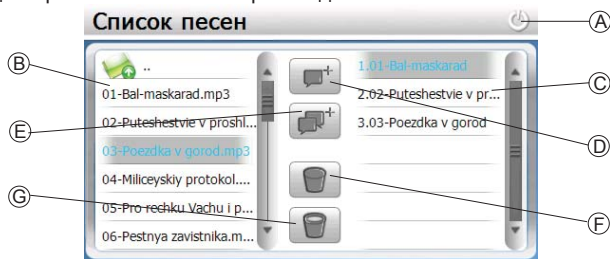 Список песен
A
B
..
01-Bal-maskarad.mp3
02-Puteshestvie v proshl...
03-Poezdka v gorod.mp3
04-Miliceyskiy protokol....
05-Pro rechku Vachu i p...
06-Pestnya zavistnika.m...
E
G
1.01-Bal-maskarad
2.02-Puteshestvie v pr...
3.03-Poezdka v gorod
C
D
F